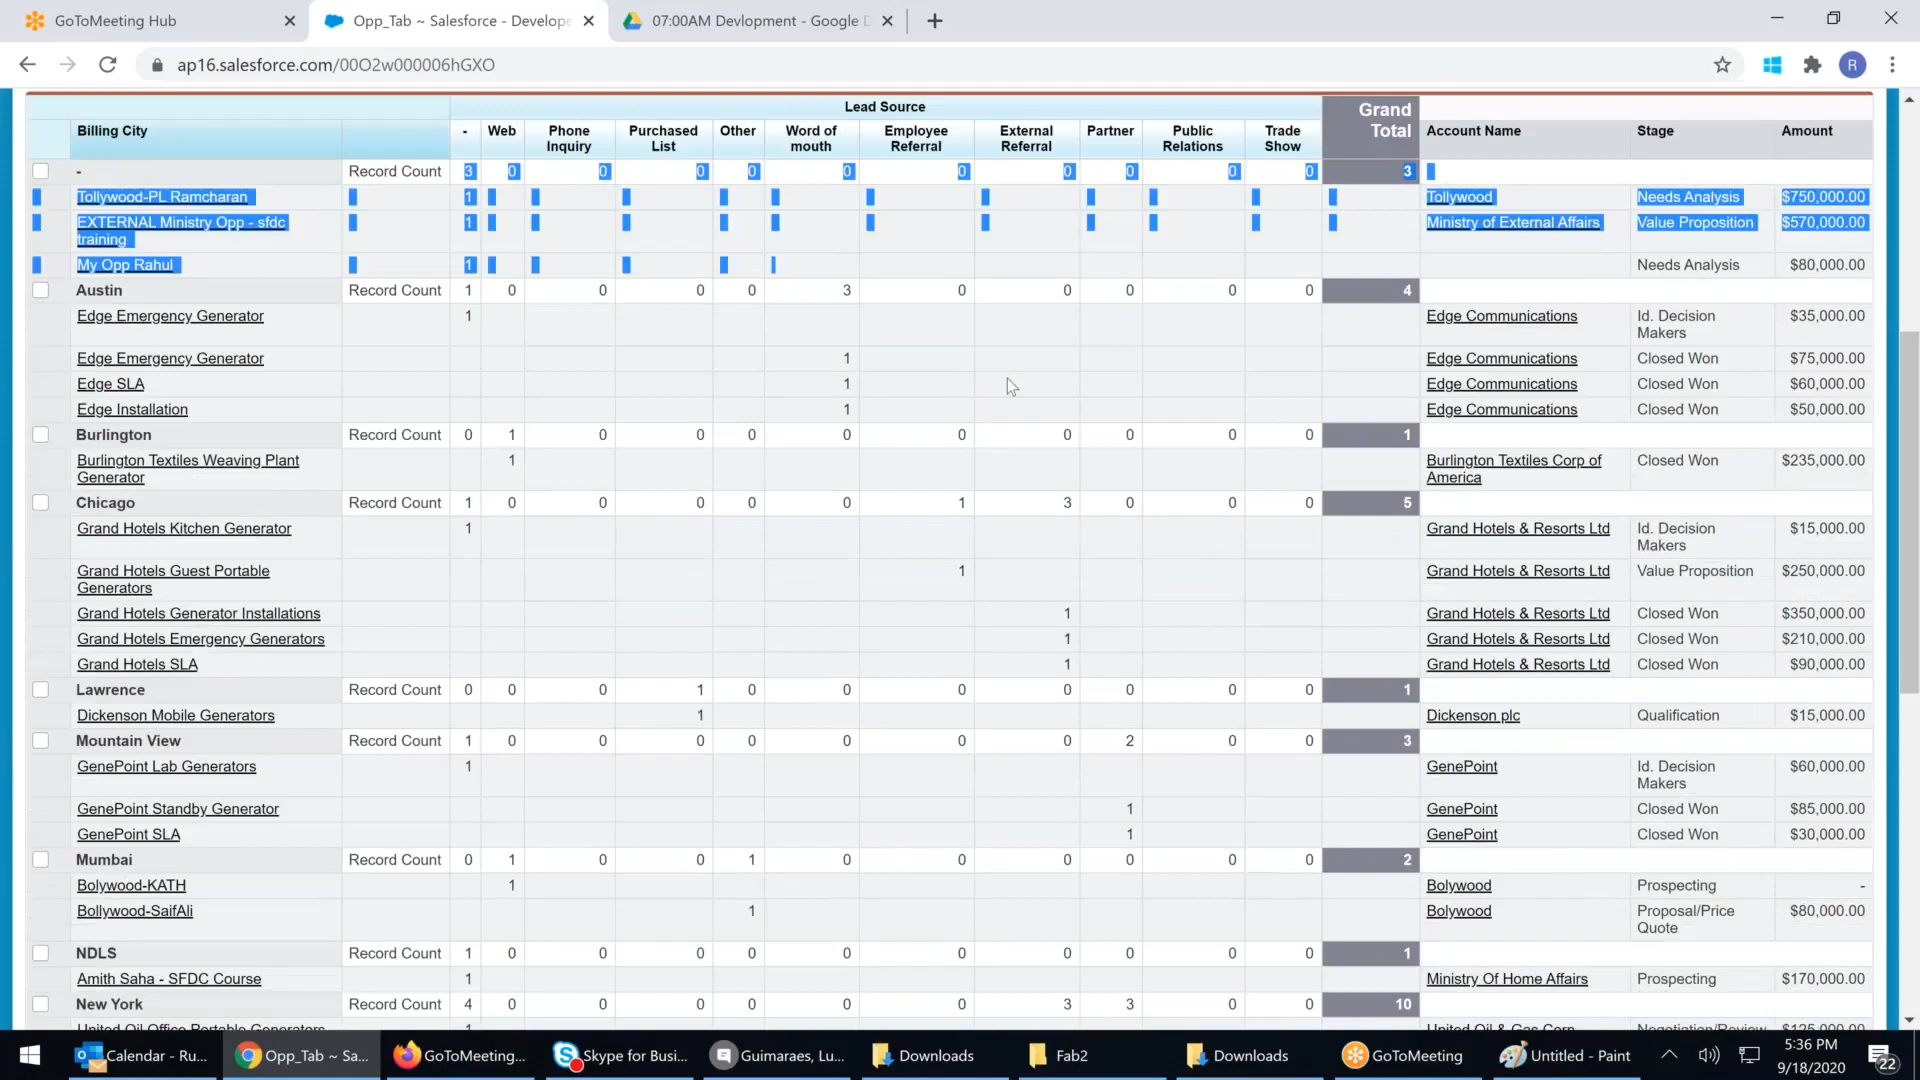 GoToMeeting Hub
Opp_Tab ~ Salesforce - Develope
07:00AM Devlopment - Google D
ap16.salesforce.com/00O2w000006hGXO
R
Lead Source
Billing City - Web Phone Inquiry Purchased List Other Word of mouth Employee Referral External Referral Partner Public Relations Trade Show Grand Total Account Name Stage Amount
- Record Count 3 0 0 0 0 0 0 0 0 0 0 3
Tollywood-PL Ramcharan 1 Tollywood Needs Analysis $750,000.00
EXTERNAL Ministry Opp - sfdc training 1 Ministry of External Affairs Value Proposition $570,000.00
My Opp Rahul 1 Needs Analysis $80,000.00
Austin Record Count 1 0 0 0 0 3 0 0 0 0 0 4
Edge Emergency Generator 1 Edge Communications Id. Decision Makers $35,000.00
Edge Emergency Generator 1 Edge Communications Closed Won $75,000.00
Edge SLA 1 Edge Communications Closed Won $60,000.00
Edge Installation 1 Edge Communications Closed Won $50,000.00
Burlington Record Count 0 1 0 0 0 0 0 0 0 0 0 1
Burlington Textiles Weaving Plant Generator 1 Burlington Textiles Corp of America Closed Won $235,000.00
Chicago Record Count 1 0 0 0 0 0 1 3 0 0 0 5
Grand Hotels Kitchen Generator 1 Grand Hotels & Resorts Ltd Id. Decision Makers $15,000.00
Grand Hotels Guest Portable Generators 1 Grand Hotels & Resorts Ltd Value Proposition $250,000.00
Grand Hotels Generator Installations 1 Grand Hotels & Resorts Ltd Closed Won $350,000.00
Grand Hotels Emergency Generators 1 Grand Hotels & Resorts Ltd Closed Won $210,000.00
Grand Hotels SLA 1 Grand Hotels & Resorts Ltd Closed Won $90,000.00
Lawrence Record Count 0 0 0 1 0 0 0 0 0 0 0 1
Dickenson Mobile Generators 1 Dickenson plc Qualification $15,000.00
Mountain View Record Count 1 0 0 0 0 0 0 0 2 0 0 3
GenePoint Lab Generators 1 GenePoint Id. Decision Makers $60,000.00
GenePoint Standby Generator 1 GenePoint Closed Won $85,000.00
GenePoint SLA 1 GenePoint Closed Won $30,000.00
Mumbai Record Count 0 1 0 0 1 0 0 0 0 0 0 2
Bolywood-KATH 1 Bolywood Prospecting -
Bollywood-SaifAli 1 Bolywood Proposal/Price Quote $80,000.00
NDLS Record Count 1 0 0 0 0 0 0 0 0 0 0 1
Amith Saha - SFDC Course 1 Ministry Of Home Affairs Prospecting $170,000.00
New York Record Count 4 0 0 0 0 0 0 3 3 0 0 10
United Oil Office Portable Generators 1 United Oil & Gas Corp. Negotiation/Review $125,000.00
Calendar - Ru... Opp_Tab ~ Sa... GoToMeeting... Skype for Busi... Guimaraes, Lu... Downloads Fab2 Downloads GoToMeeting Untitled - Paint
5:36 PM
9/18/2020
22